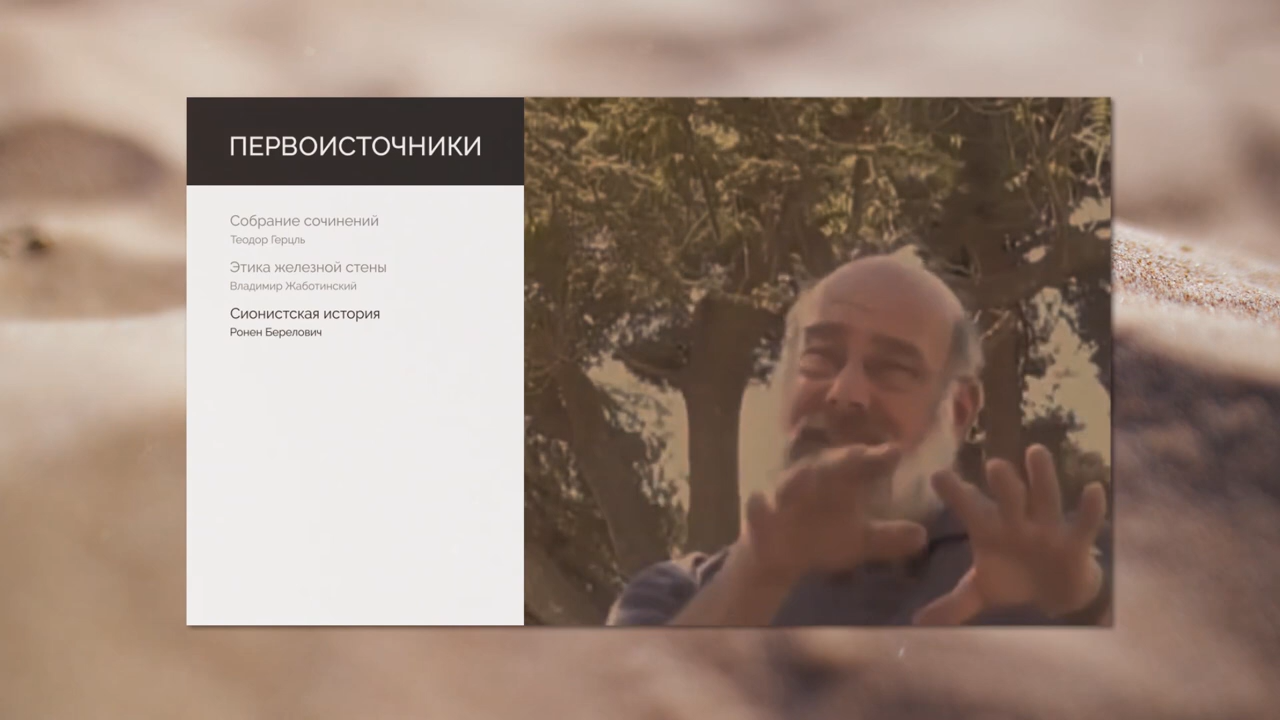 ПЕРВОИСТОЧНИКИ
Собрание сочинений
Теодор Герцль
Этика железной стены
Владимир Жаботинский
Сионистская история
Ронен Берелович